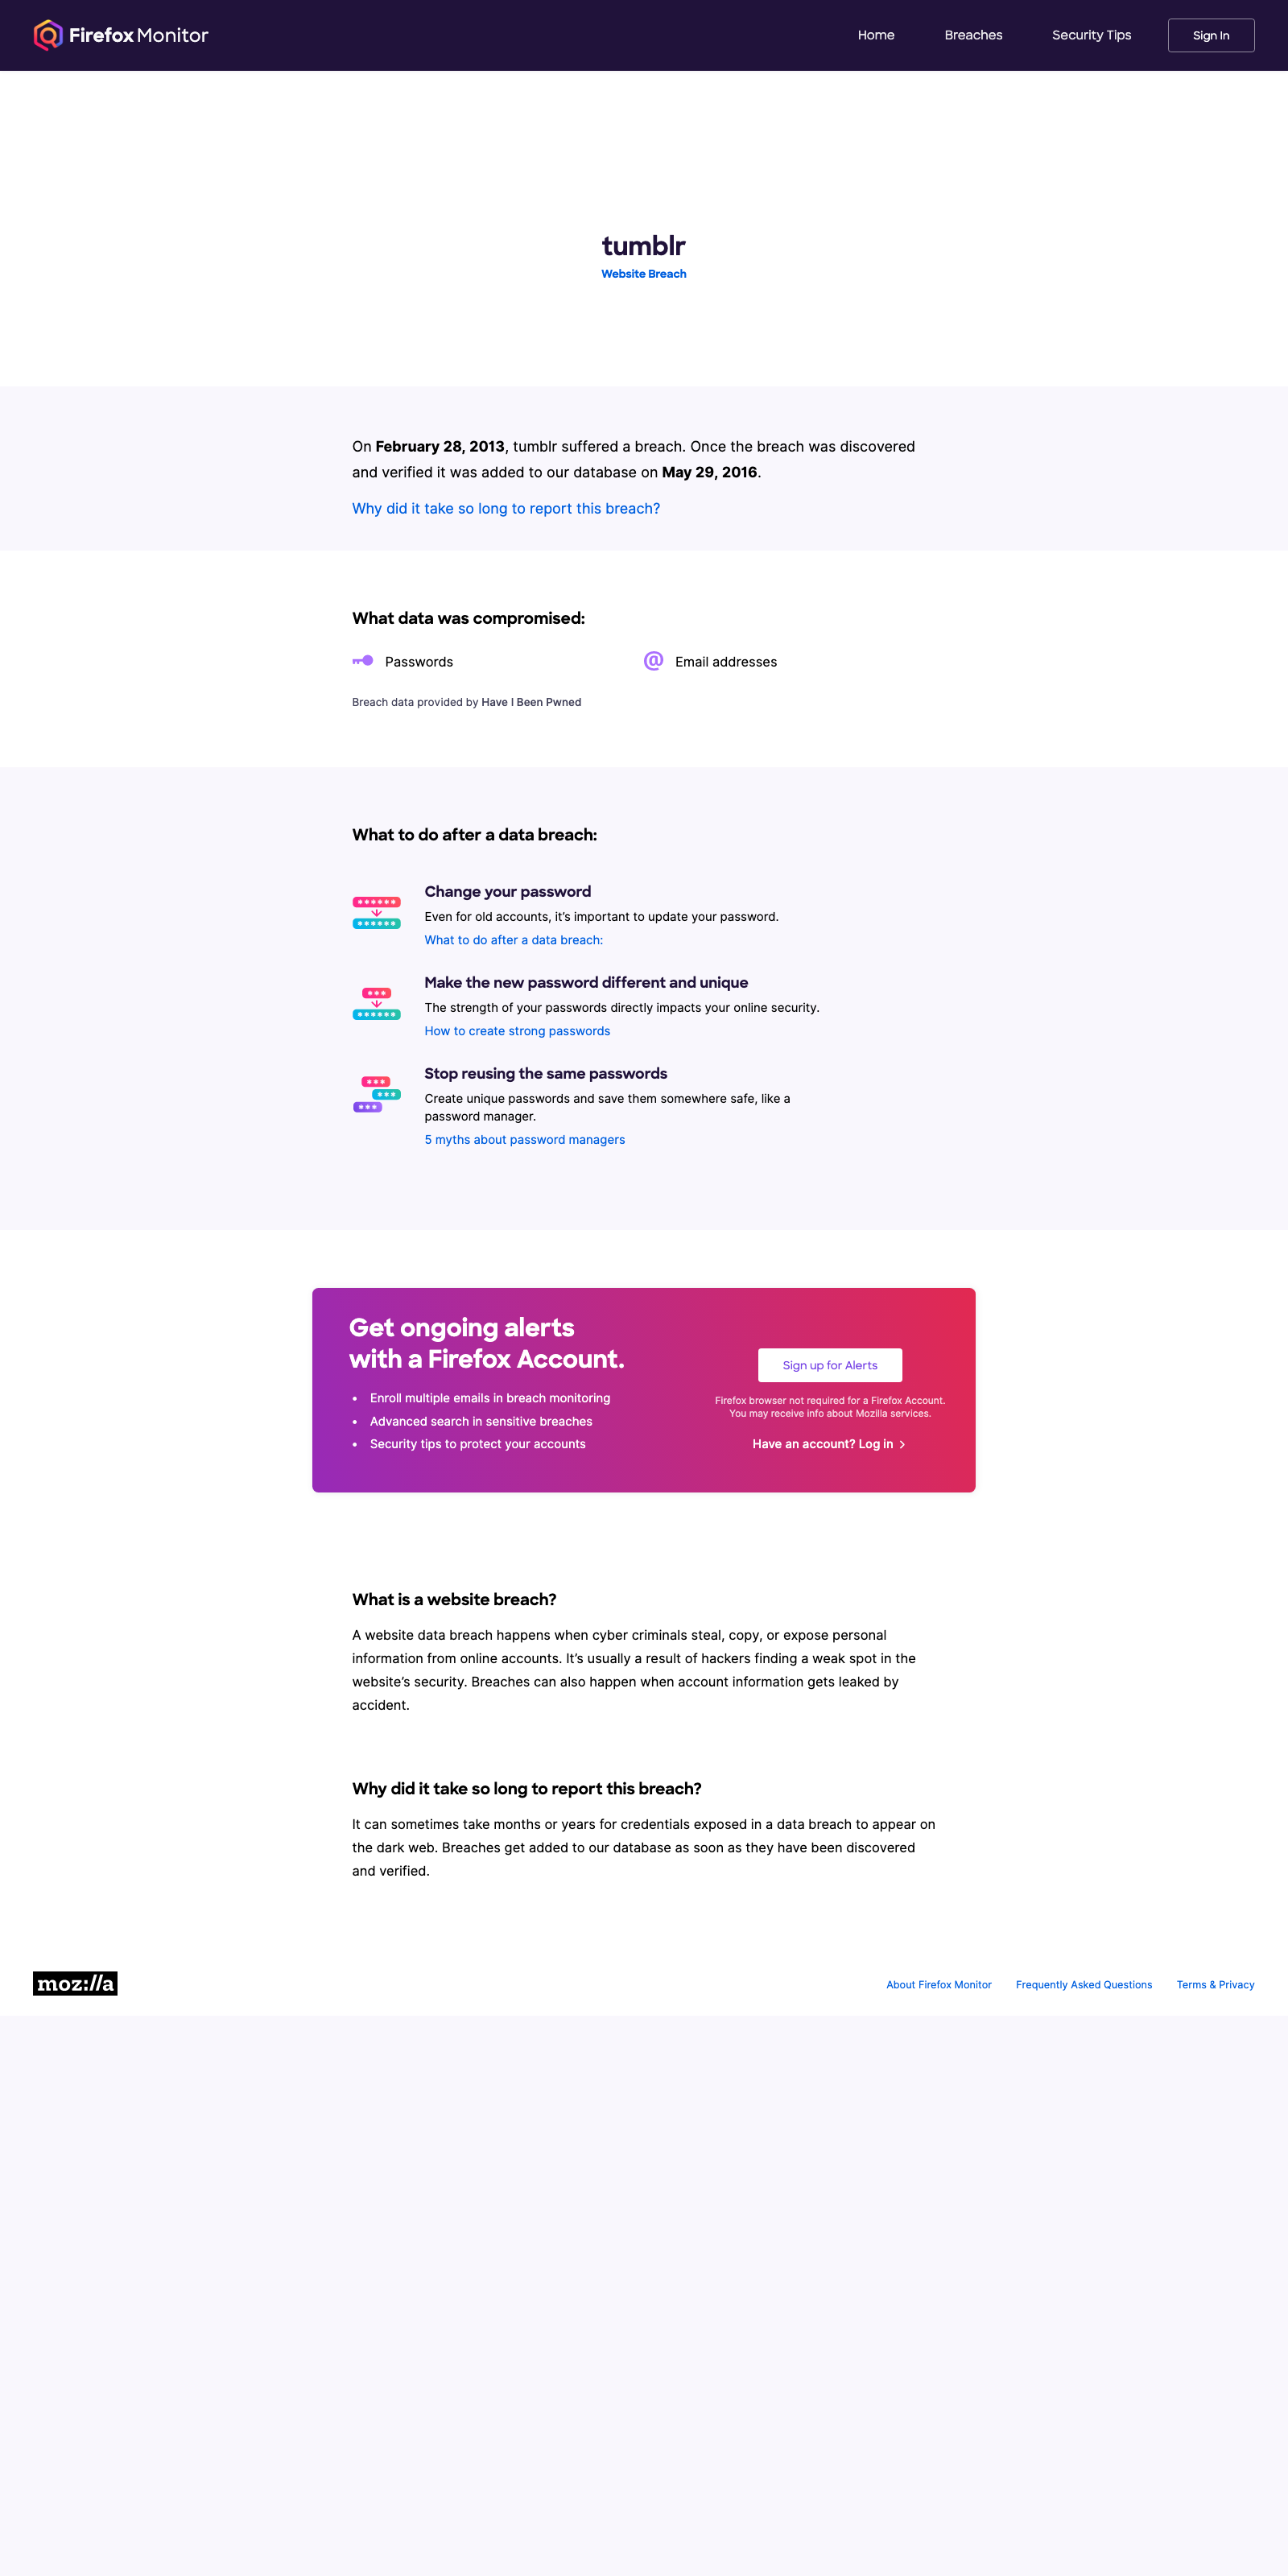 Firefox Monitor
Home
Breaches
Security Tips
Sign In
tumblr
Website Breach
On February 28, 2013, tumblr suffered a breach. Once the breach was discovered
and verified it was added to our database on May 29, 2016.
Why did it take so long to report this breach?
What data was compromised:
Passwords
Email addresses
Breach data provided by Have I Been Pwned
What to do after a data breach:
Change your password
Even for old accounts, it’s important to update your password.
What to do after a data breach:
Make the new password different and unique
The strength of your passwords directly impacts your online security.
How to create strong passwords
Stop reusing the same passwords
Create unique passwords and save them somewhere safe, like a
password manager.
5 myths about password managers
Get ongoing alerts
with a Firefox Account.
• Enroll multiple emails in breach monitoring
• Advanced search in sensitive breaches
• Security tips to protect your accounts
Sign up for Alerts
Firefox browser not required for a Firefox Account.
You may receive info about Mozilla services.
Have an account? Log in
What is a website breach?
A website data breach happens when cyber criminals steal, copy, or expose personal
information from online accounts. It’s usually a result of hackers finding a weak spot in the
website’s security. Breaches can also happen when account information gets leaked by
accident.
Why did it take so long to report this breach?
It can sometimes take months or years for credentials exposed in a data breach to appear on
the dark web. Breaches get added to our database as soon as they have been discovered
and verified.
moz://a
About Firefox Monitor
Frequently Asked Questions
Terms & Privacy